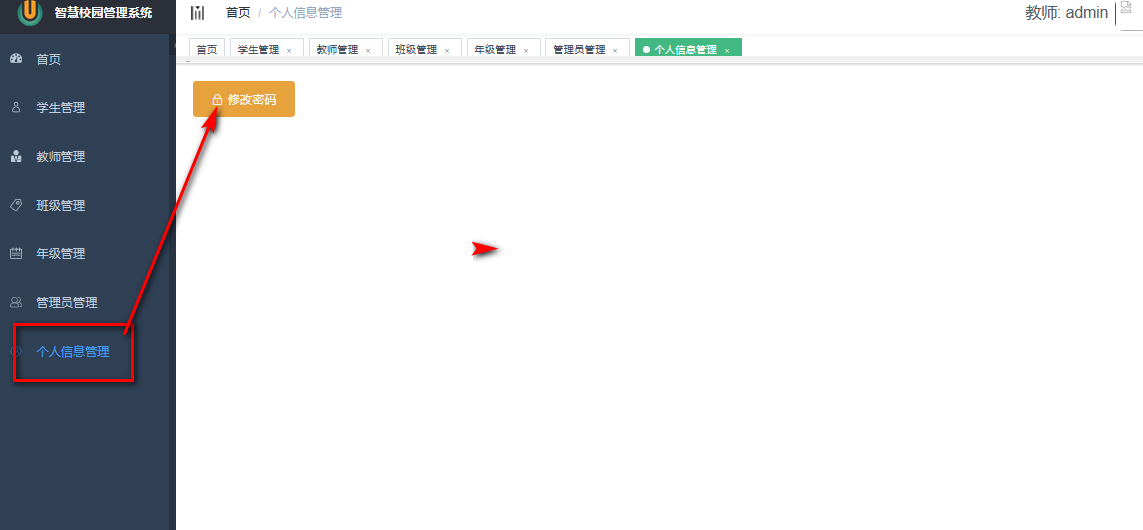 智慧校园管理系统
首页 / 个人信息管理
教师: admin
首页
学生管理
教师管理
班级管理
年级管理
管理员管理
个人信息管理
首页 学生管理 × 教师管理 × 班级管理 × 年级管理 × 管理员管理 × 个人信息管理 ×
修改密码